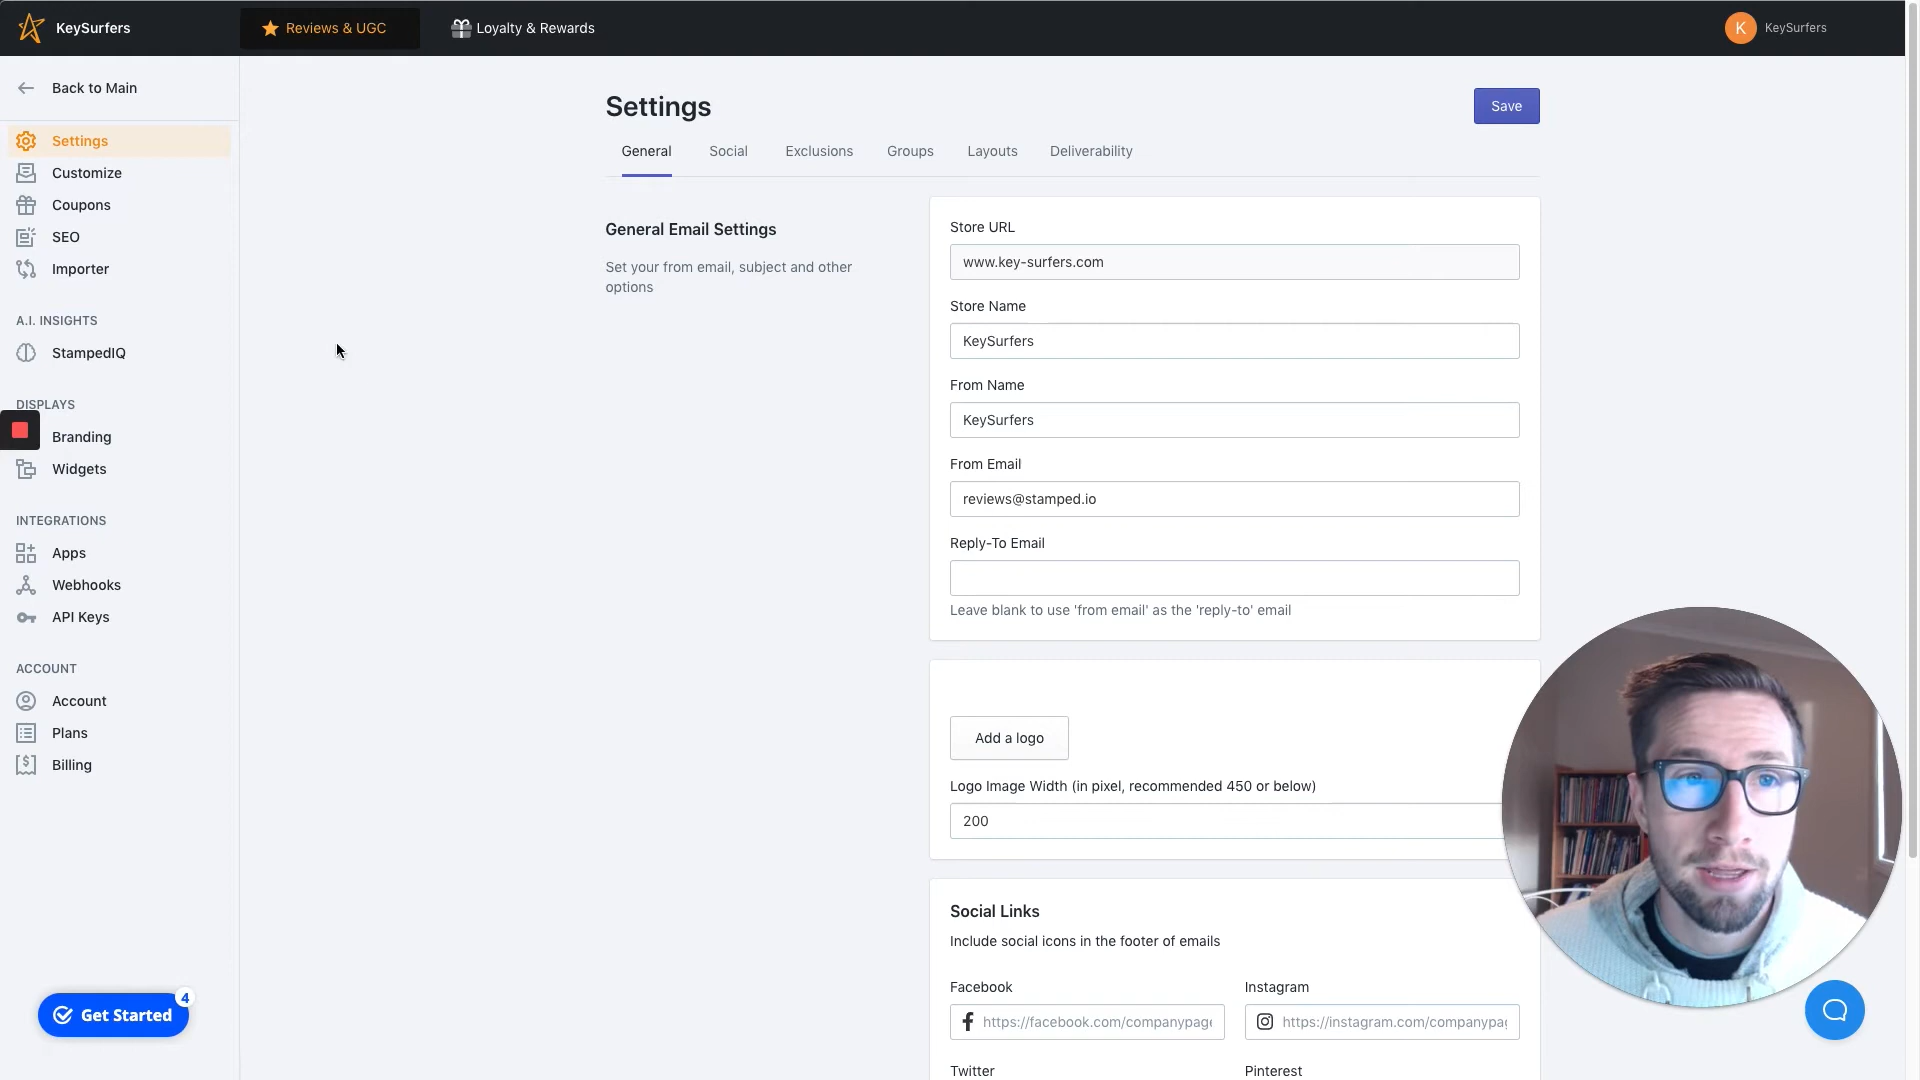 KeySurfers
Reviews & UGC
Loyalty & Rewards
K
KeySurfers
Back to Main
Settings
Customize
Coupons
SEO
Importer
A.I. INSIGHTS
StampedIQ
DISPLAYS
Branding
Widgets
INTEGRATIONS
Apps
Webhooks
API Keys
ACCOUNT
Account
Plans
Billing
Get Started
4
Settings
Save
General
Social
Exclusions
Groups
Layouts
Deliverability
General Email Settings
Set your from email, subject and other
options
Store URL
www.key-surfers.com
Store Name
KeySurfers
From Name
KeySurfers
From Email
reviews@stamped.io
Reply-To Email
Leave blank to use 'from email' as the 'reply-to' email
Add a logo
Logo Image Width (in pixel, recommended 450 or below)
200
Social Links
Include social icons in the footer of emails
Facebook
Instagram
https://facebook.com/companypage
https://instagram.com/companypag
Twitter
Pinterest